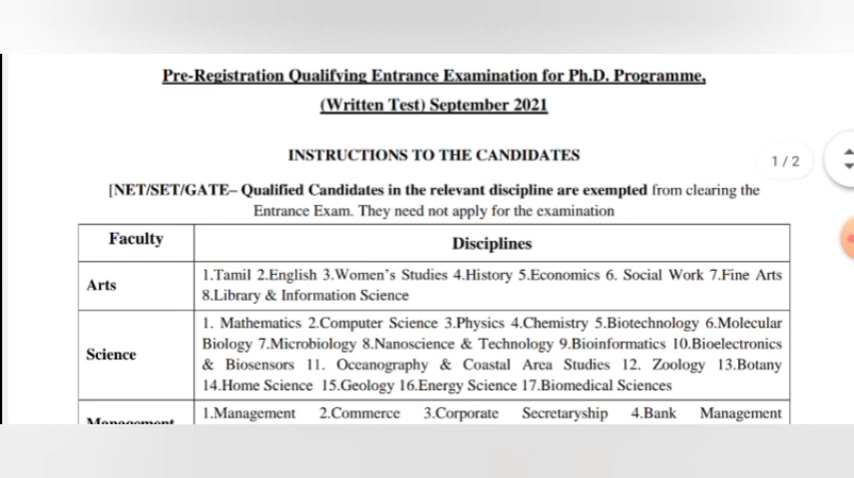 Pre-Registration Qualifying Entrance Examination for Ph.D. Programme,
(Written Test) September 2021
INSTRUCTIONS TO THE CANDIDATES
1 / 2
[NET/SET/GATE– Qualified Candidates in the relevant discipline are exempted from clearing the
Entrance Exam. They need not apply for the examination
Faculty
Disciplines
Arts
1.Tamil 2.English 3.Women's Studies 4.History 5.Economics 6. Social Work 7.Fine Arts
8.Library & Information Science
Science
1. Mathematics 2.Computer Science 3.Physics 4.Chemistry 5.Biotechnology 6.Molecular
Biology 7.Microbiology 8.Nanoscience & Technology 9.Bioinformatics 10.Bioelectronics
& Biosensors 11. Oceanography & Coastal Area Studies 12. Zoology 13.Botany
14.Home Science 15.Geology 16.Energy Science 17.Biomedical Sciences
Management
1.Management 2.Commerce 3.Corporate Secretaryship 4.Bank Management